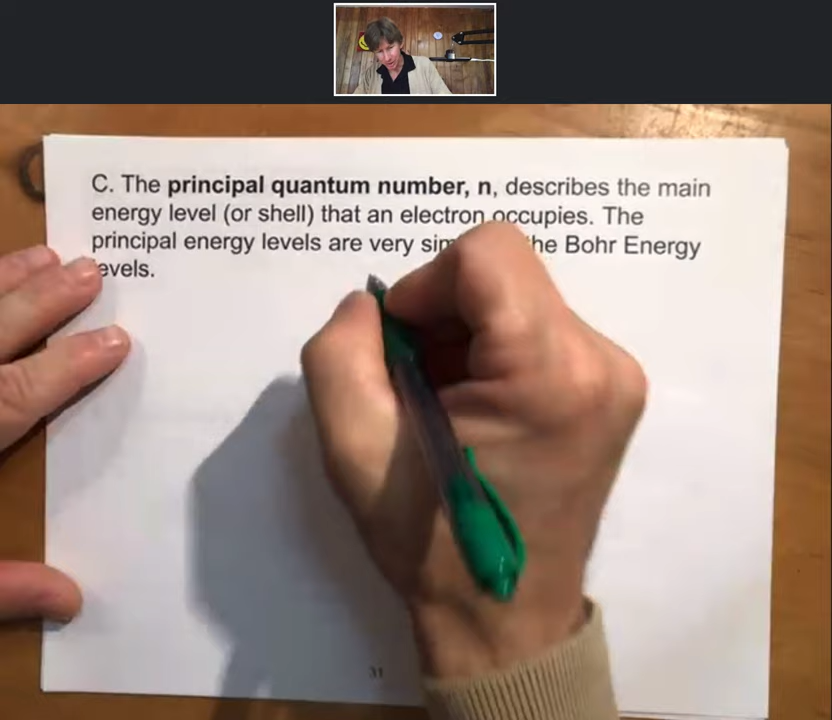 C. The principal quantum number, n, describes the main
energy level (or shell) that an electron occupies. The
principal energy levels are very the Bohr Energy
evels.
31